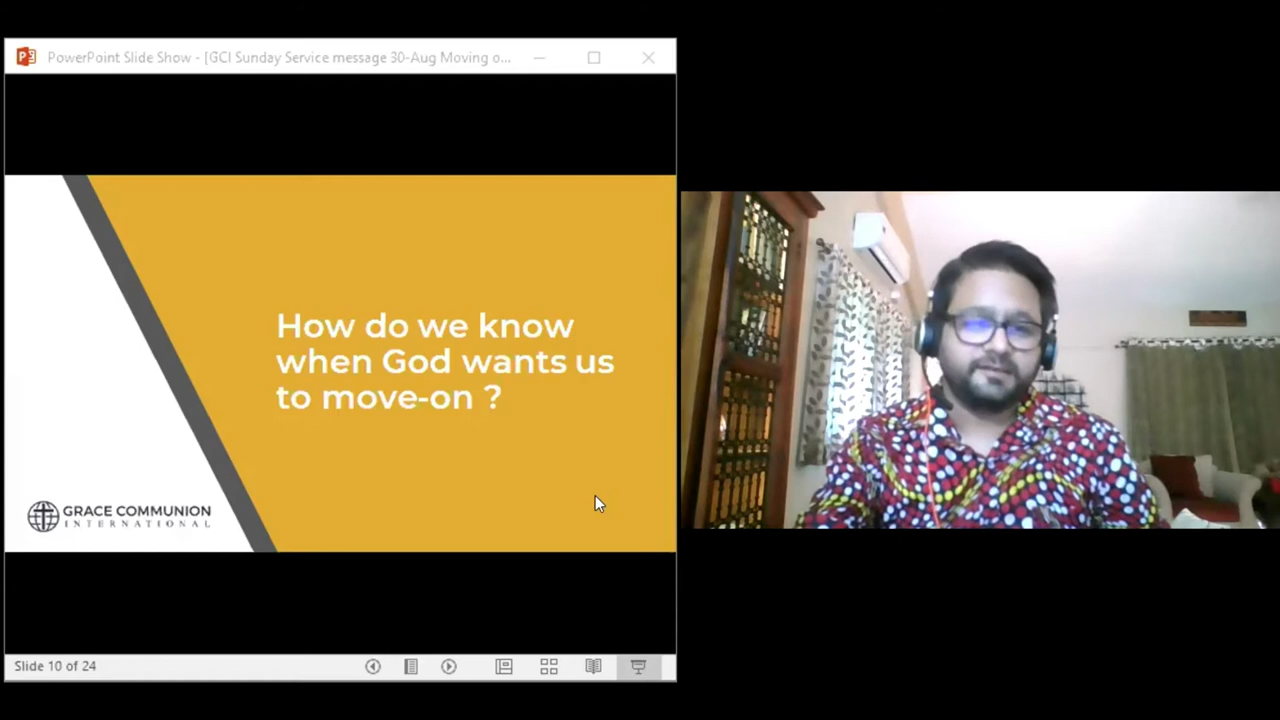 PowerPoint Slide Show - [GCI Sunday Service message 30-Aug Moving o...
How do we know
when God wants us
to move-on ?
GRACE COMMUNION
INTERNATIONAL
Slide 10 of 24